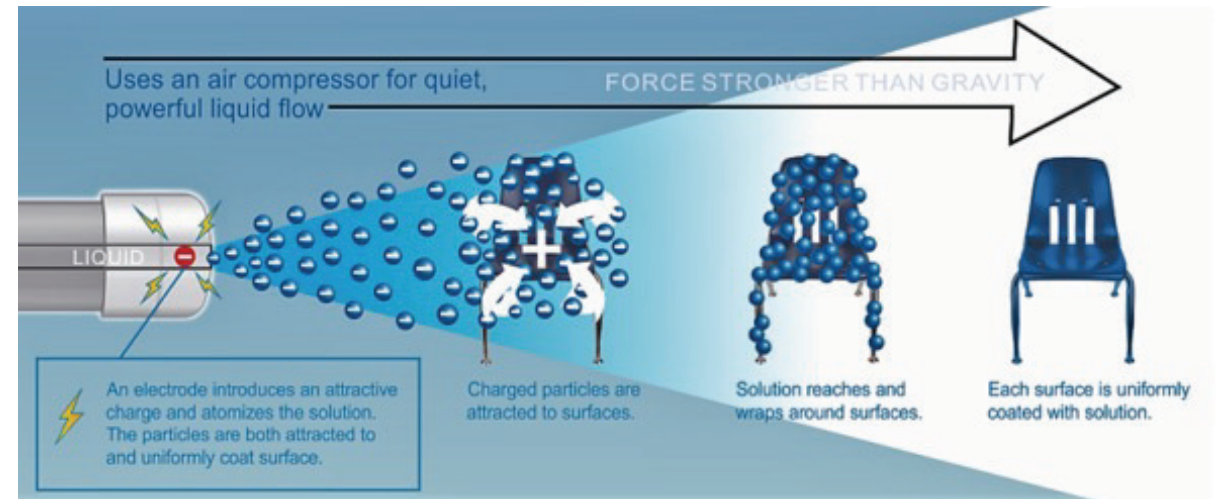 Uses an air compressor for quiet,
powerful liquid flow
FORCE STRONGER THAN GRAVITY
LIQUID
An electrode introduces an attractive
charge and atomizes the solution.
The particles are both attracted to
and uniformly coat surface.
Charged particles are
attracted to surfaces.
Solution reaches and
wraps around surfaces.
Each surface is uniformly
coated with solution.